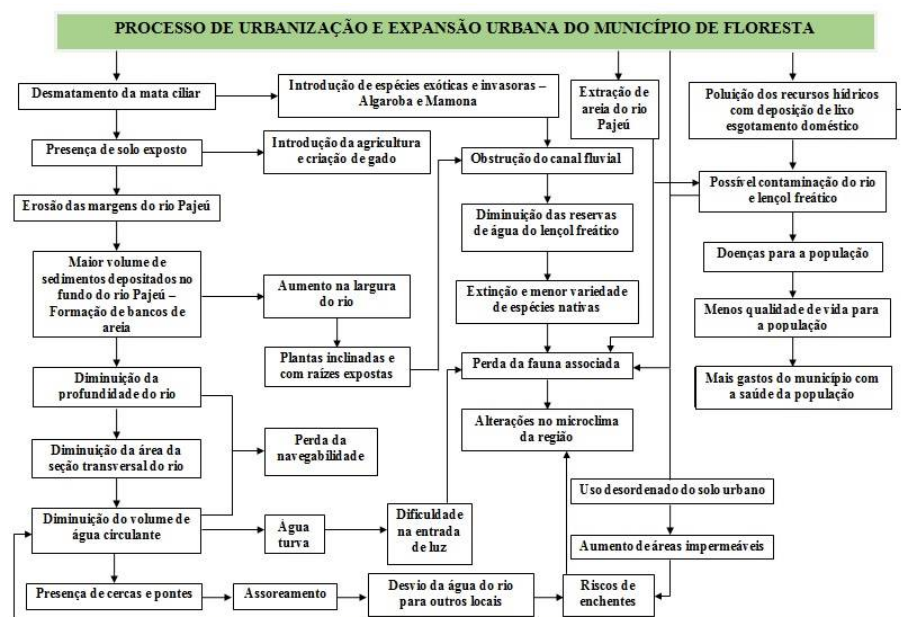 PROCESSO DE URBANIZAÇÃO E EXPANSÃO URBANA DO MUNICÍPIO DE FLORESTA
Desmatamento da mata ciliar
Introdução de espécies exóticas e invasoras –
Algaroba e Mamona
Extração de
areia do rio
Pajeú
Poluição dos recursos hídricos
com deposição de lixo
esgotamento doméstico
Presença de solo exposto
Introdução da agricultura
e criação de gado
Obstrução do canal fluvial
Possível contaminação do rio
e lençol freático
Erosão das margens do rio Pajeú
Diminuição das reservas
de água do lençol freático
Doenças para a população
Maior volume de
sedimentos depositados no
fundo do rio Pajeú –
Formação de bancos de
areia
Aumento na largura
do rio
Extinção e menor variedade
de espécies nativas
Menos qualidade de vida para
a população
Plantas inclinadas e
com raízes expostas
Perda da fauna associada
Mais gastos do município com
a saúde da população
Diminuição da
profundidade do rio
Alterações no microclima
da região
Perda da
navegabilidade
Diminuição da área da
seção transversal do rio
Uso desordenado do solo urbano
Diminuição do volume de
água circulante
Àgua
turva
Dificuldade
na entrada
de luz
Aumento de áreas impermeáveis
Presença de cercas e pontes
Assoreamento
Desvio da água do rio
para outros locais
Riscos de
enchentes